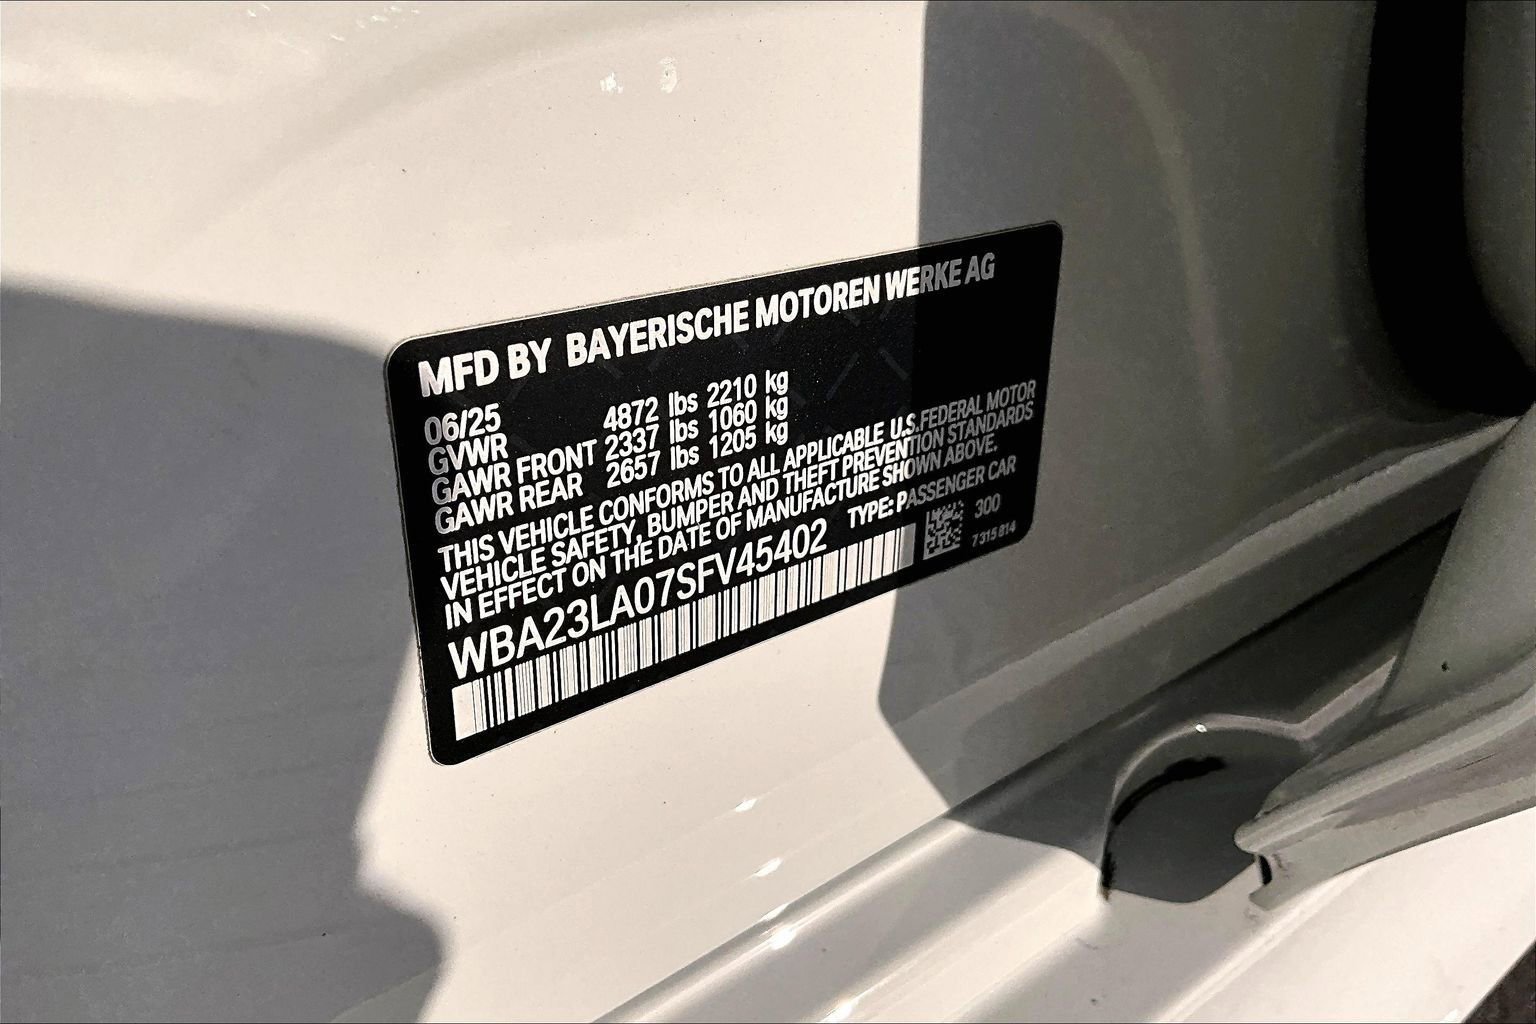 MFD BY BAYERISCHE MOTOREN WERKE AG
06/25
GVWR 4872 lbs 2210 kg
GAWR FRONT 2337 lbs 1060 kg
GAWR REAR 2657 lbs 1205 kg
THIS VEHICLE CONFORMS TO ALL APPLICABLE U.S.FEDERAL MOTOR
VEHICLE SAFETY, BUMPER AND THEFT PREVENTION STANDARDS
IN EFFECT ON THE DATE OF MANUFACTURE SHOWN ABOVE.
WBA23LA07SFV45402 TYPE: PASSENGER CAR
300
7 315 814